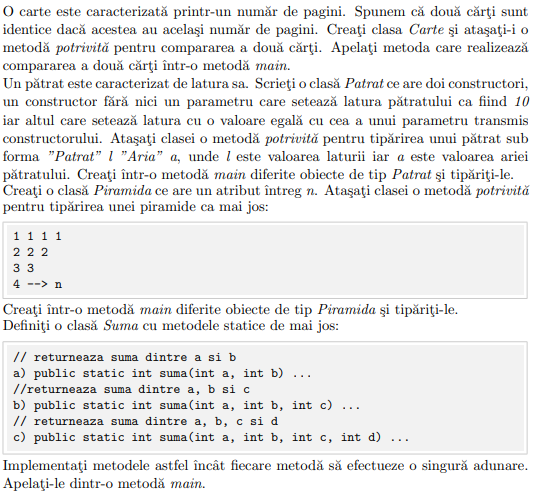 O carte este caracterizată printr-un număr de pagini. Spunem că două cărţi sunt
identice dacă acestea au acelaşi număr de pagini. Creaţi clasa Carte şi ataşaţi-i o
metodă potrivită pentru compararea a două cărţi. Apelaţi metoda care realizează
compararea a două cărţi într-o metodă main.
Un pătrat este caracterizat de latura sa. Scrieţi o clasă Patrat ce are doi constructori,
un constructor fără nici un parametru care setează latura pătratului ca fiind 10
iar altul care setează latura cu o valoare egală cu cea a unui parametru transmis
constructorului. Ataşaţi clasei o metodă potrivită pentru tipărirea unui pătrat sub
forma ”Patrat” l ”Aria” a, unde l este valoarea laturii iar a este valoarea ariei
pătratului. Creaţi într-o metodă main diferite obiecte de tip Patrat şi tipăriţi-le.
Creaţi o clasă Piramida ce are un atribut întreg n. Ataşaţi clasei o metodă potrivită
pentru tipărirea unei piramide ca mai jos:
1 1 1 1
2 2 2
3 3
4 --> n
Creaţi într-o metodă main diferite obiecte de tip Piramida şi tipăriţi-le.
Definiţi o clasă Suma cu metodele statice de mai jos:
// returneaza suma dintre a si b
a) public static int suma(int a, int b) ...
//returneaza suma dintre a, b si c
b) public static int suma(int a, int b, int c) ...
// returneaza suma dintre a, b, c si d
c) public static int suma(int a, int b, int c, int d) ...
Implementaţi metodele astfel încât fiecare metodă să efectueze o singură adunare.
Apelaţi-le dintr-o metodă main.